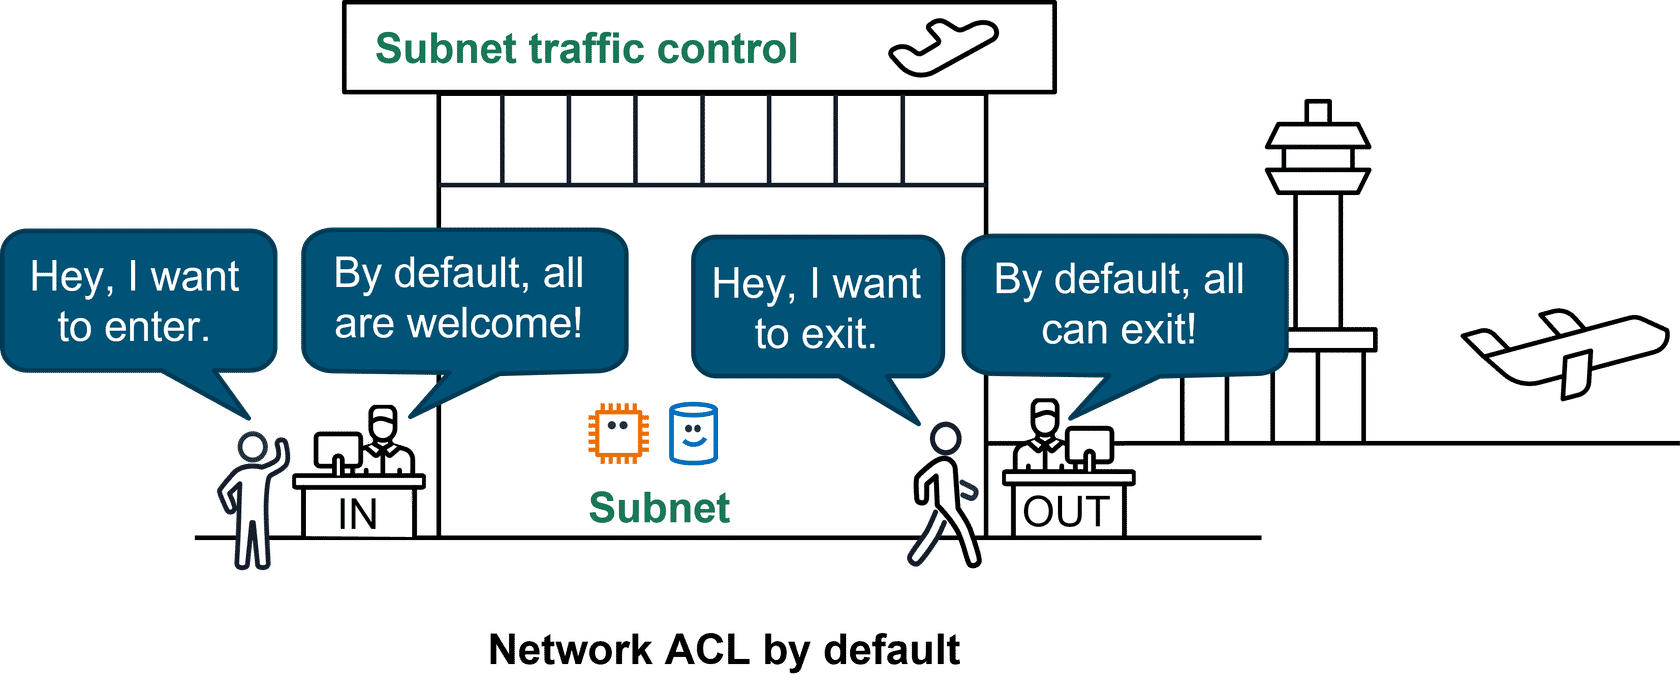 Subnet traffic control
Hey, I want
to enter.
By default, all
are welcome!
Hey, I want
to exit.
By default, all
can exit!
IN
Subnet
OUT
Network ACL by default